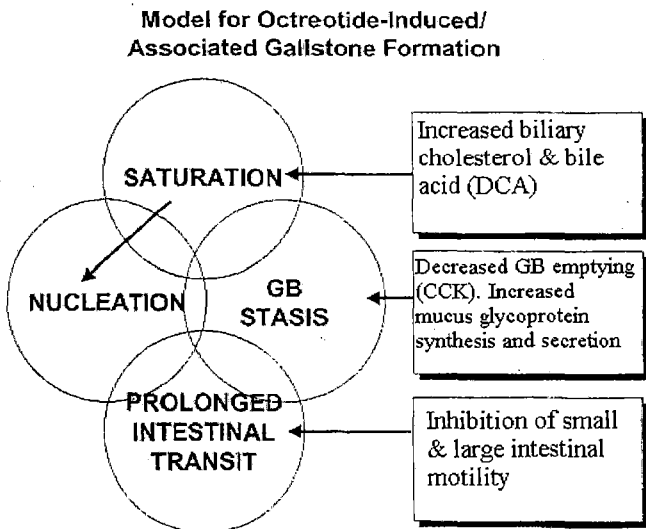 Model for Octreotide-Induced/
Associated Gallstone Formation
SATURATION
Increased biliary
cholesterol & bile
acid (DCA)
NUCLEATION
GB
STASIS
Decreased GB emptying
(CCK). Increased
mucus glycoprotein
synthesis and secretion
PROLONGED
INTESTINAL
TRANSIT
Inhibition of small
& large intestinal
motility